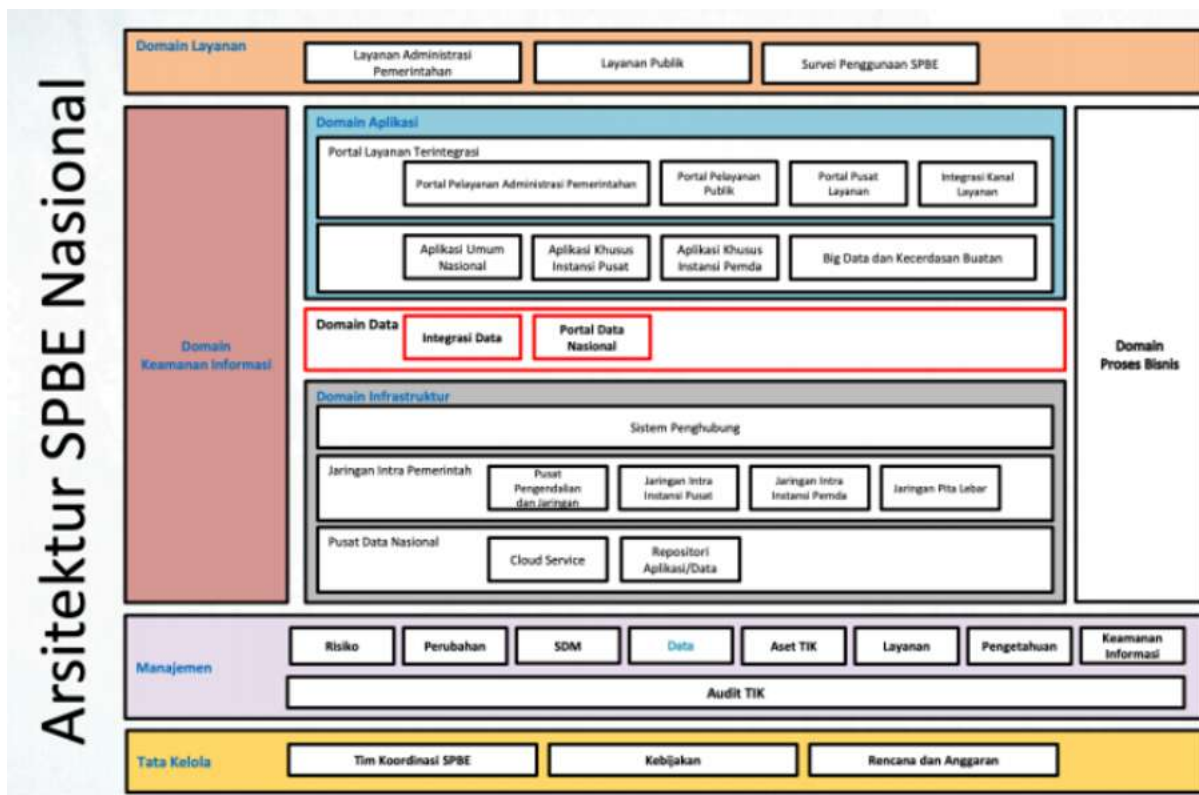 Arsitektur SPBE Nasional
Domain Layanan
Layanan Administrasi
Pemerintahan
Layanan Publik
Survei Penggunaan SPBE
Domain
Keamanan Informasi
Domain Aplikasi
Portal Layanan Terintegrasi
Portal Pelayanan Administrasi Pemerintahan
Portal Pelayanan
Publik
Portal Pusat
Layanan
Integrasi Kanal
Layanan
Aplikasi Umum
Nasional
Aplikasi Khusus
Instansi Pusat
Aplikasi Khusus
Instansi Pemda
Big Data dan Kecerdasan Buatan
Domain Data
Integrasi Data
Portal Data
Nasional
Domain Infrastruktur
Sistem Penghubung
Jaringan Intra Pemerintah
Pusat
Pengendalian
dan Jaringan
Jaringan Intra
Instansi Pusat
Jaringan Intra
Instansi Pemda
Jaringan Pita Lebar
Pusat Data Nasional
Cloud Service
Repositori
Aplikasi/Data
Domain
Proses Bisnis
Manajemen
Risiko
Perubahan
SDM
Data
Aset TIK
Layanan
Pengetahuan
Keamanan
Informasi
Audit TIK
Tata Kelola
Tim Koordinasi SPBE
Kebijakan
Rencana dan Anggaran